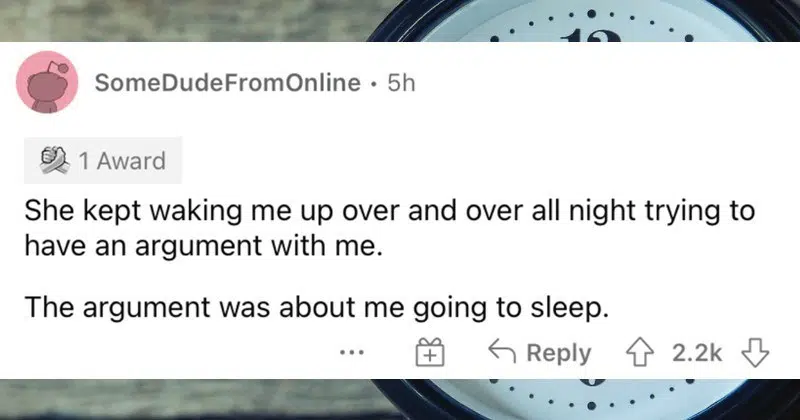 12
SomeDudeFromOnline • 5h
1 Award
She kept waking me up over and over all night trying to
have an argument with me.
The argument was about me going to sleep.
... Reply 2.2k